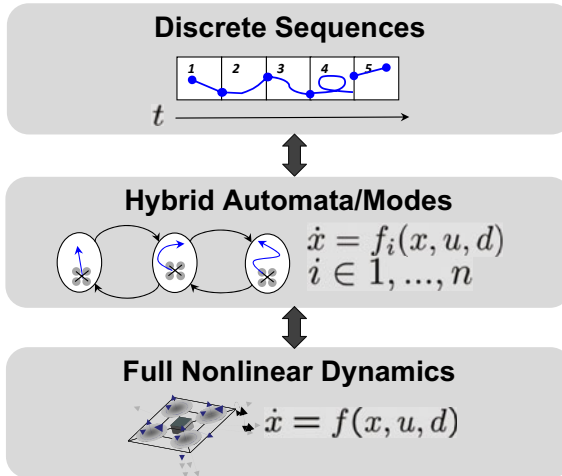 Discrete Sequences
1 2 3 4 5
t
Hybrid Automata/Modes
ẋ = f_i(x, u, d)
i ∈ 1, ..., n
Full Nonlinear Dynamics
ẋ = f(x, u, d)